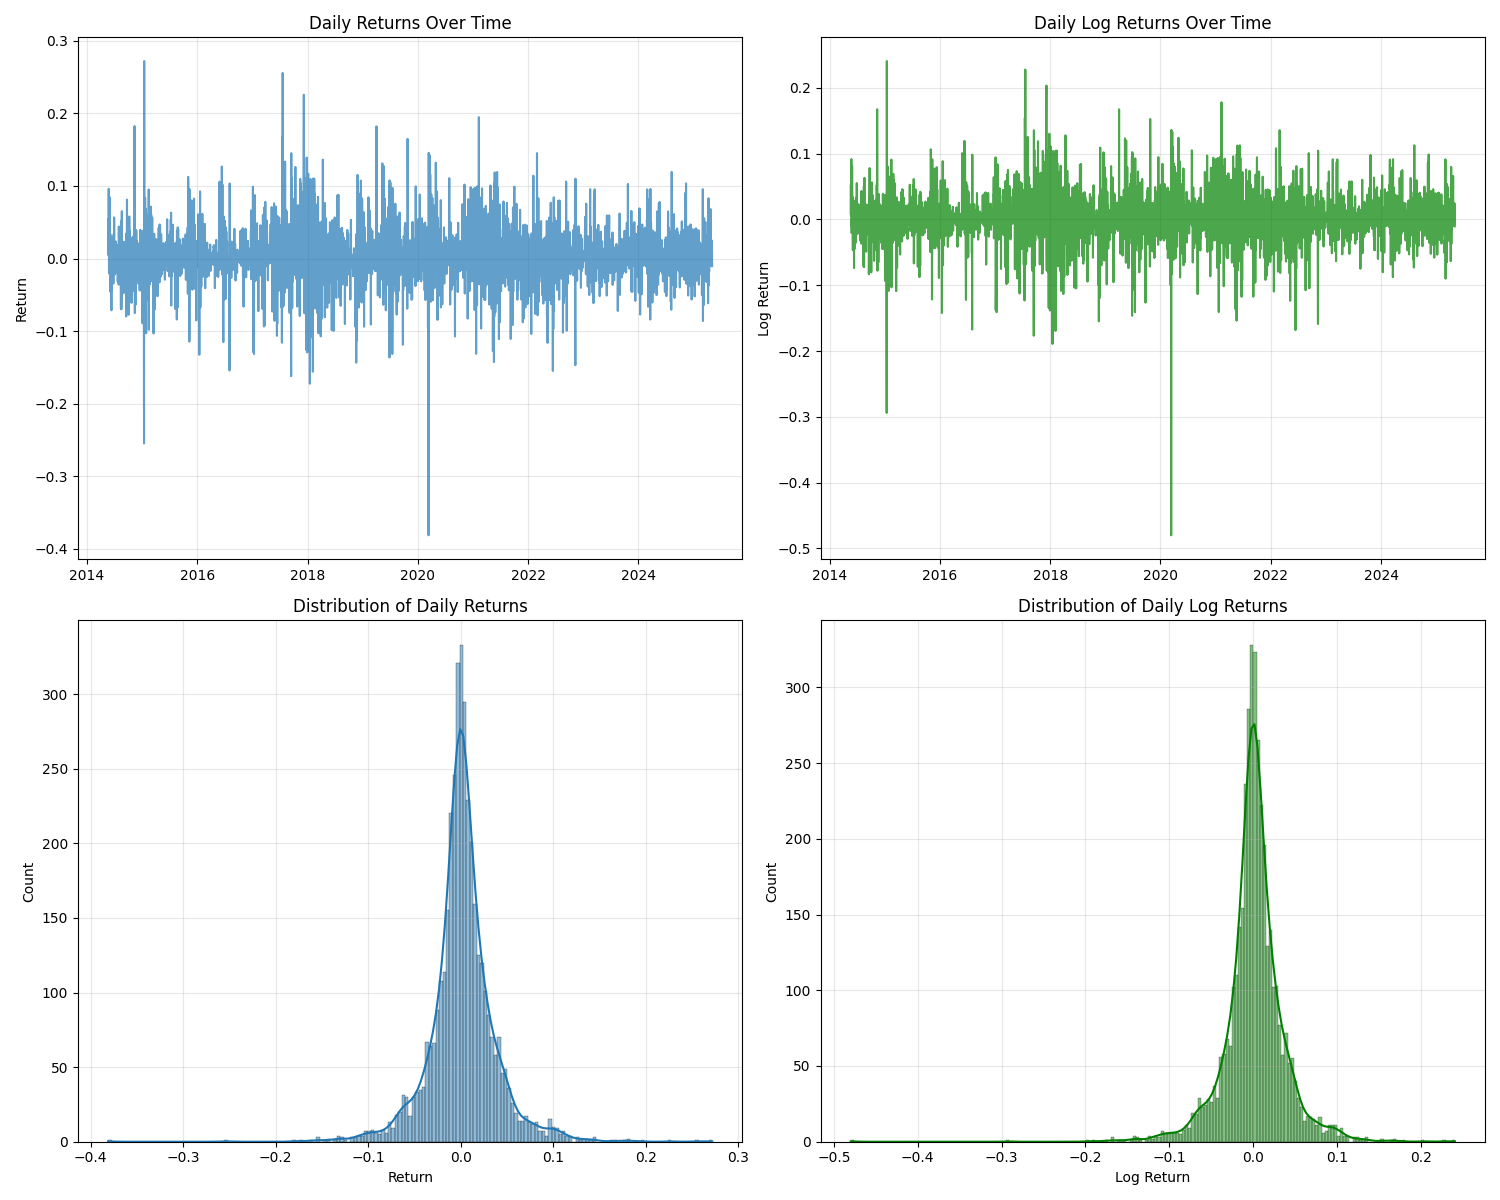 Daily Returns Over Time
0.3
0.2
0.1
0.0
−0.1
−0.2
−0.3
−0.4
Return
2014 2016 2018 2020 2022 2024
Daily Log Returns Over Time
0.2
0.1
0.0
−0.1
−0.2
−0.3
−0.4
−0.5
Log Return
2014 2016 2018 2020 2022 2024
Distribution of Daily Returns
300
250
200
150
100
50
0
Count
−0.4 −0.3 −0.2 −0.1 0.0 0.1 0.2 0.3
Return
Distribution of Daily Log Returns
300
250
200
150
100
50
0
Count
−0.5 −0.4 −0.3 −0.2 −0.1 0.0 0.1 0.2
Log Return